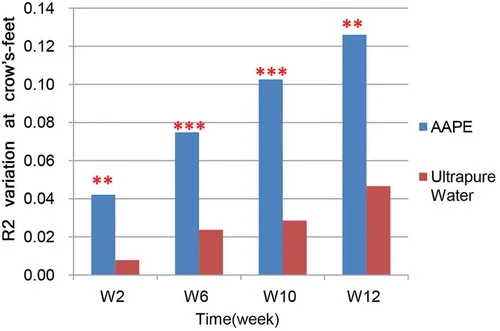 R2 variation at crow's-feet
0.14
0.12
0.10
0.08
0.06
0.04
0.02
0.00
**
***
***
**
W2 W6 W10 W12
Time(week)
AAPE
Ultrapure
Water